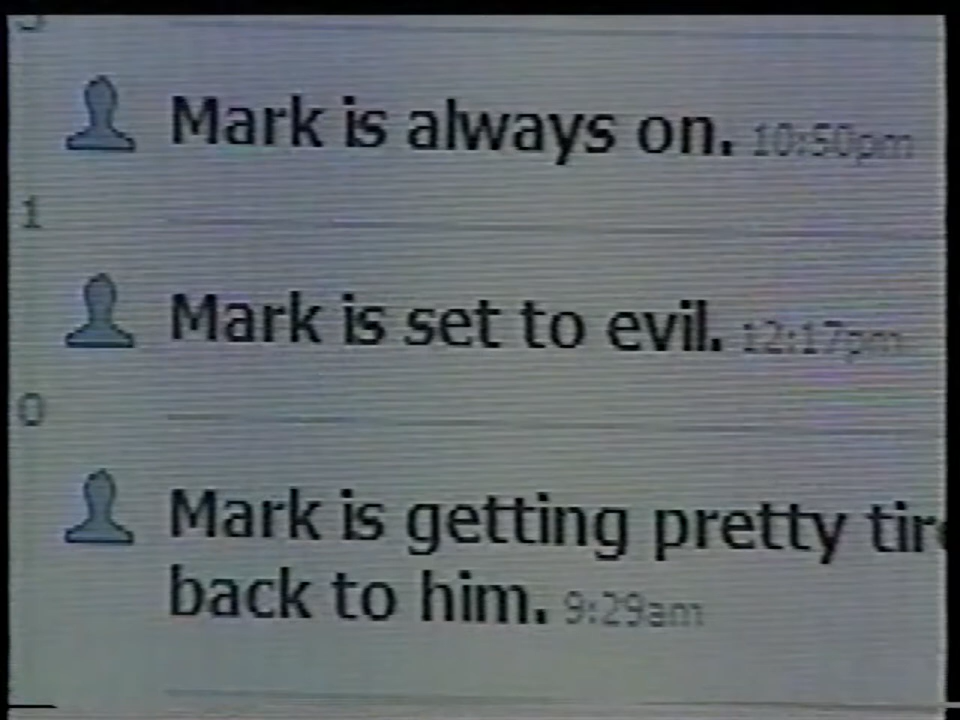 Mark is always on. 10:50pm
1
Mark is set to evil. 12:17pm
0
Mark is getting pretty
back to him. 9:29am